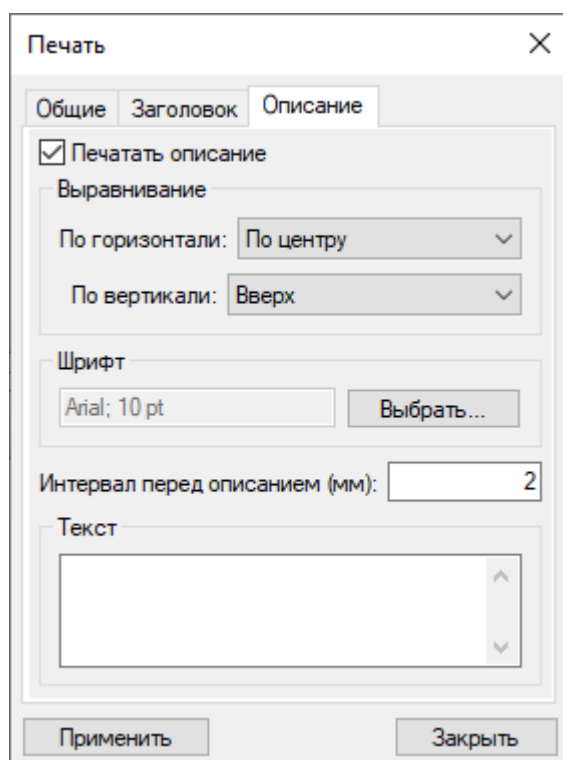 Печать
Общие Заголовок Описание
Печатать описание
Выравнивание
По горизонтали: По центру
По вертикали: Вверх
Шрифт
Arial; 10 pt Выбрать...
Интервал перед описанием (мм): 2
Текст
Применить Закрыть